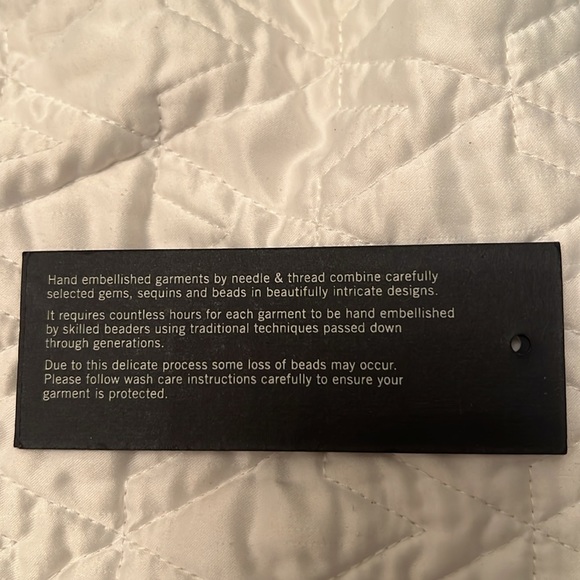 Hand embellished garments by needle & thread combine carefully
selected gems, sequins and beads in beautifully intricate designs.
It requires countless hours for each garment to be hand embellished
by skilled beaders using traditional techniques passed down
through generations.
Due to this delicate process some loss of beads may occur.
Please follow wash care instructions carefully to ensure your
garment is protected.